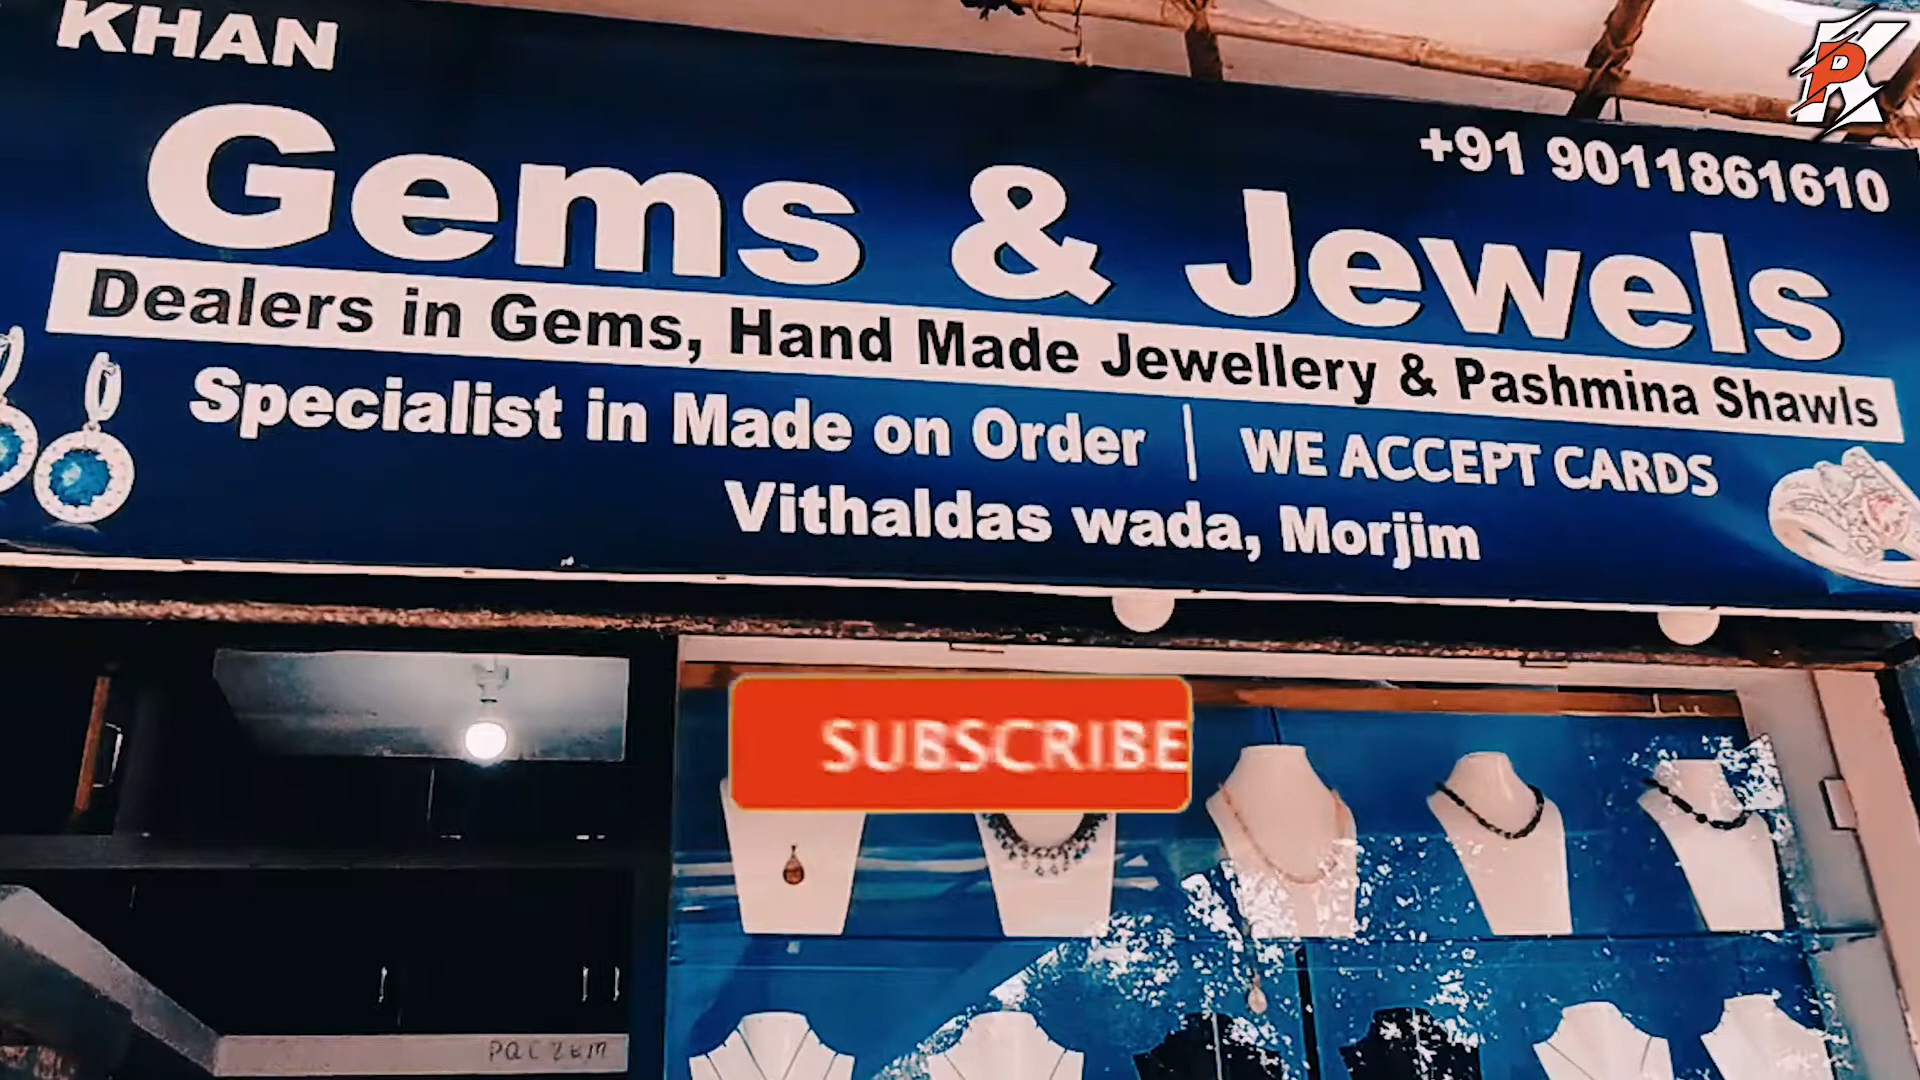 KHAN
PK
+91 9011861610
Gems & Jewels
Dealers in Gems, Hand Made Jewellery & Pashmina Shawls
Specialist in Made on Order | WE ACCEPT CARDS
Vithaldas wada, Morjim
SUBSCRIBE